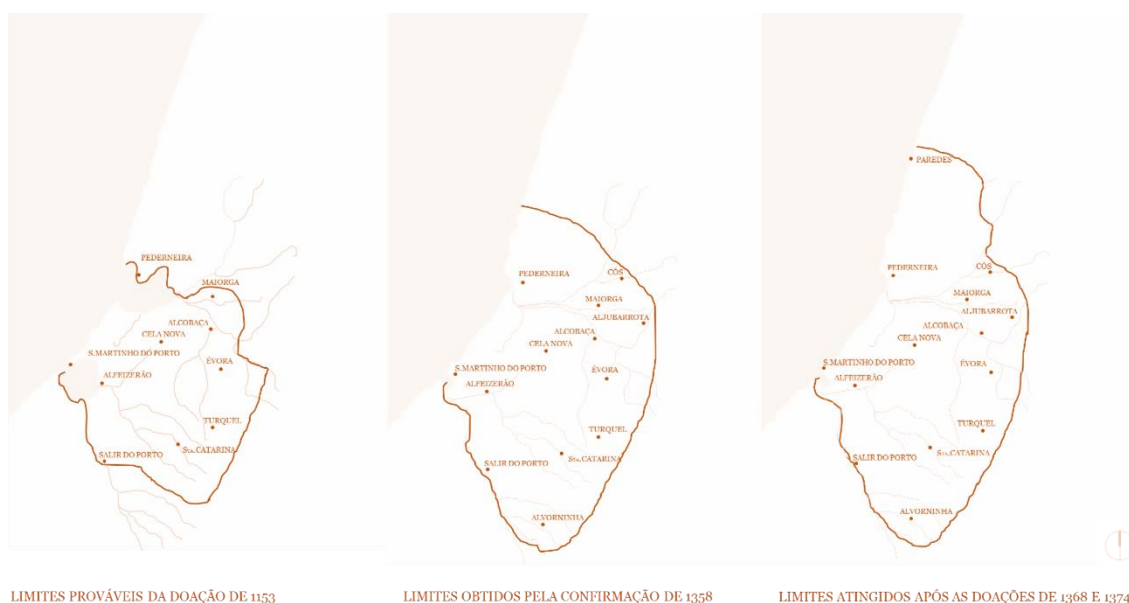 PEDERNEIRA
MAIORGA
ALCOBAÇA
CELA NOVA
S.MARTINHO DO PORTO
ÉVORA
ALFEIZERÃO
TURQUEL
Sta.CATARINA
SALIR DO PORTO
LIMITES PROVÁVEIS DA DOAÇÃO DE 1153
CÓS
PEDERNEIRA
MAIORGA
ALJUBARROTA
ALCOBAÇA
CELA NOVA
S.MARTINHO DO PORTO
ÉVORA
ALFEIZERÃO
TURQUEL
Sta.CATARINA
SALIR DO PORTO
ALVORNINHA
LIMITES OBTIDOS PELA CONFIRMAÇÃO DE 1358
PAREDES
CÓS
PEDERNEIRA
MAIORGA
ALJUBARROTA
ALCOBAÇA
CELA NOVA
S.MARTINHO DO PORTO
ÉVORA
ALFEIZERÃO
TURQUEL
Sta.CATARINA
SALIR DO PORTO
ALVORNINHA
LIMITES ATINGIDOS APÓS AS DOAÇÕES DE 1368 E 1374